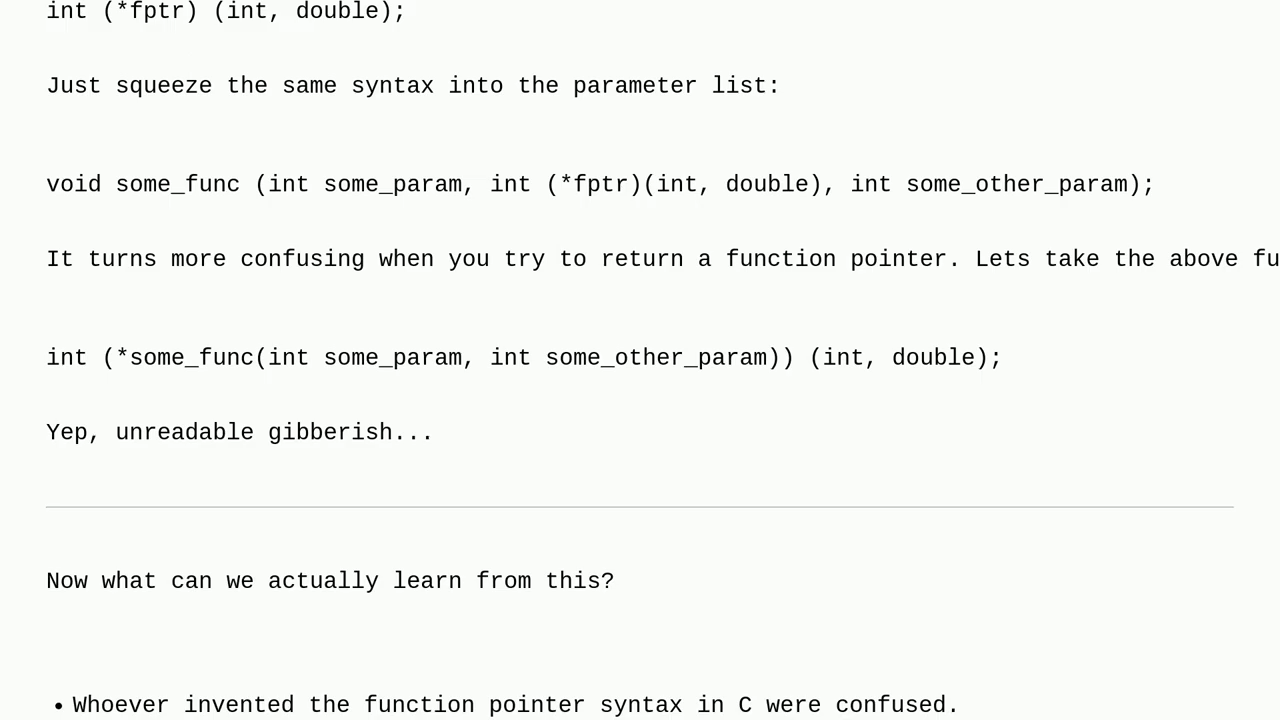 int (*fptr) (int, double);
Just squeeze the same syntax into the parameter list:
void some_func (int some_param, int (*fptr)(int, double), int some_other_param);
It turns more confusing when you try to return a function pointer. Lets take the above fu
int (*some_func(int some_param, int some_other_param)) (int, double);
Yep, unreadable gibberish...
Now what can we actually learn from this?
• Whoever invented the function pointer syntax in C were confused.